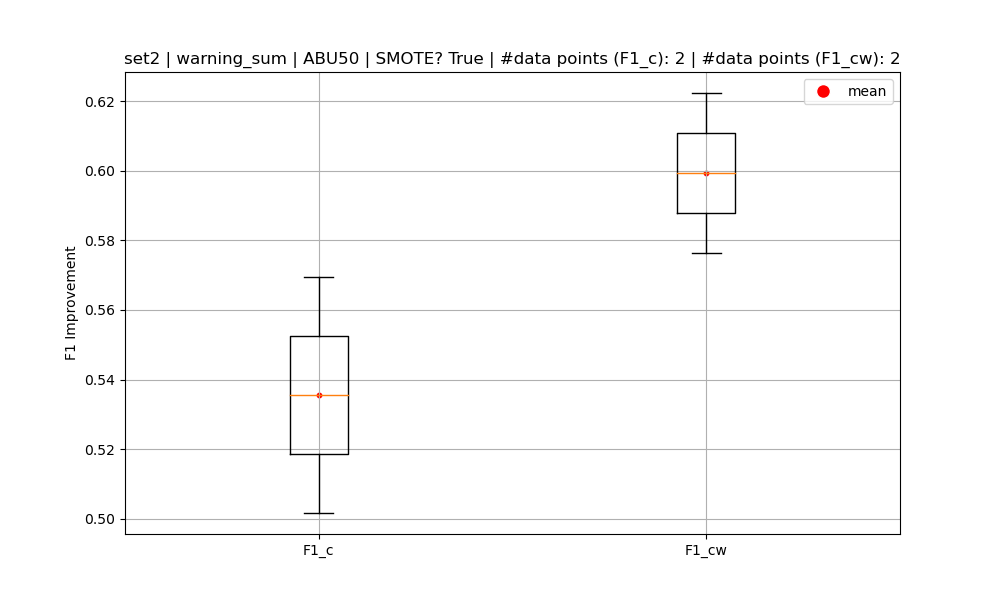 set2 | warning_sum | ABU50 | SMOTE? True | #data points (F1_c): 2 | #data points (F1_cw): 2
mean
0.62
0.60
0.58
0.56
0.54
0.52
0.50
F1 Improvement
F1_c
F1_cw